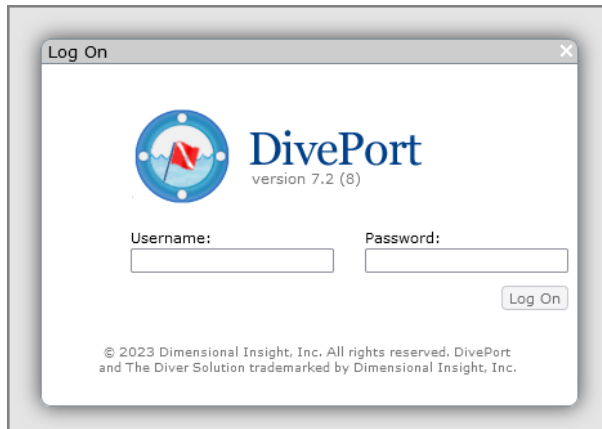 Log On
DivePort
version 7.2 (8)
Username:
Password:
Log On
© 2023 Dimensional Insight, Inc. All rights reserved. DivePort
and The Diver Solution trademarked by Dimensional Insight, Inc.